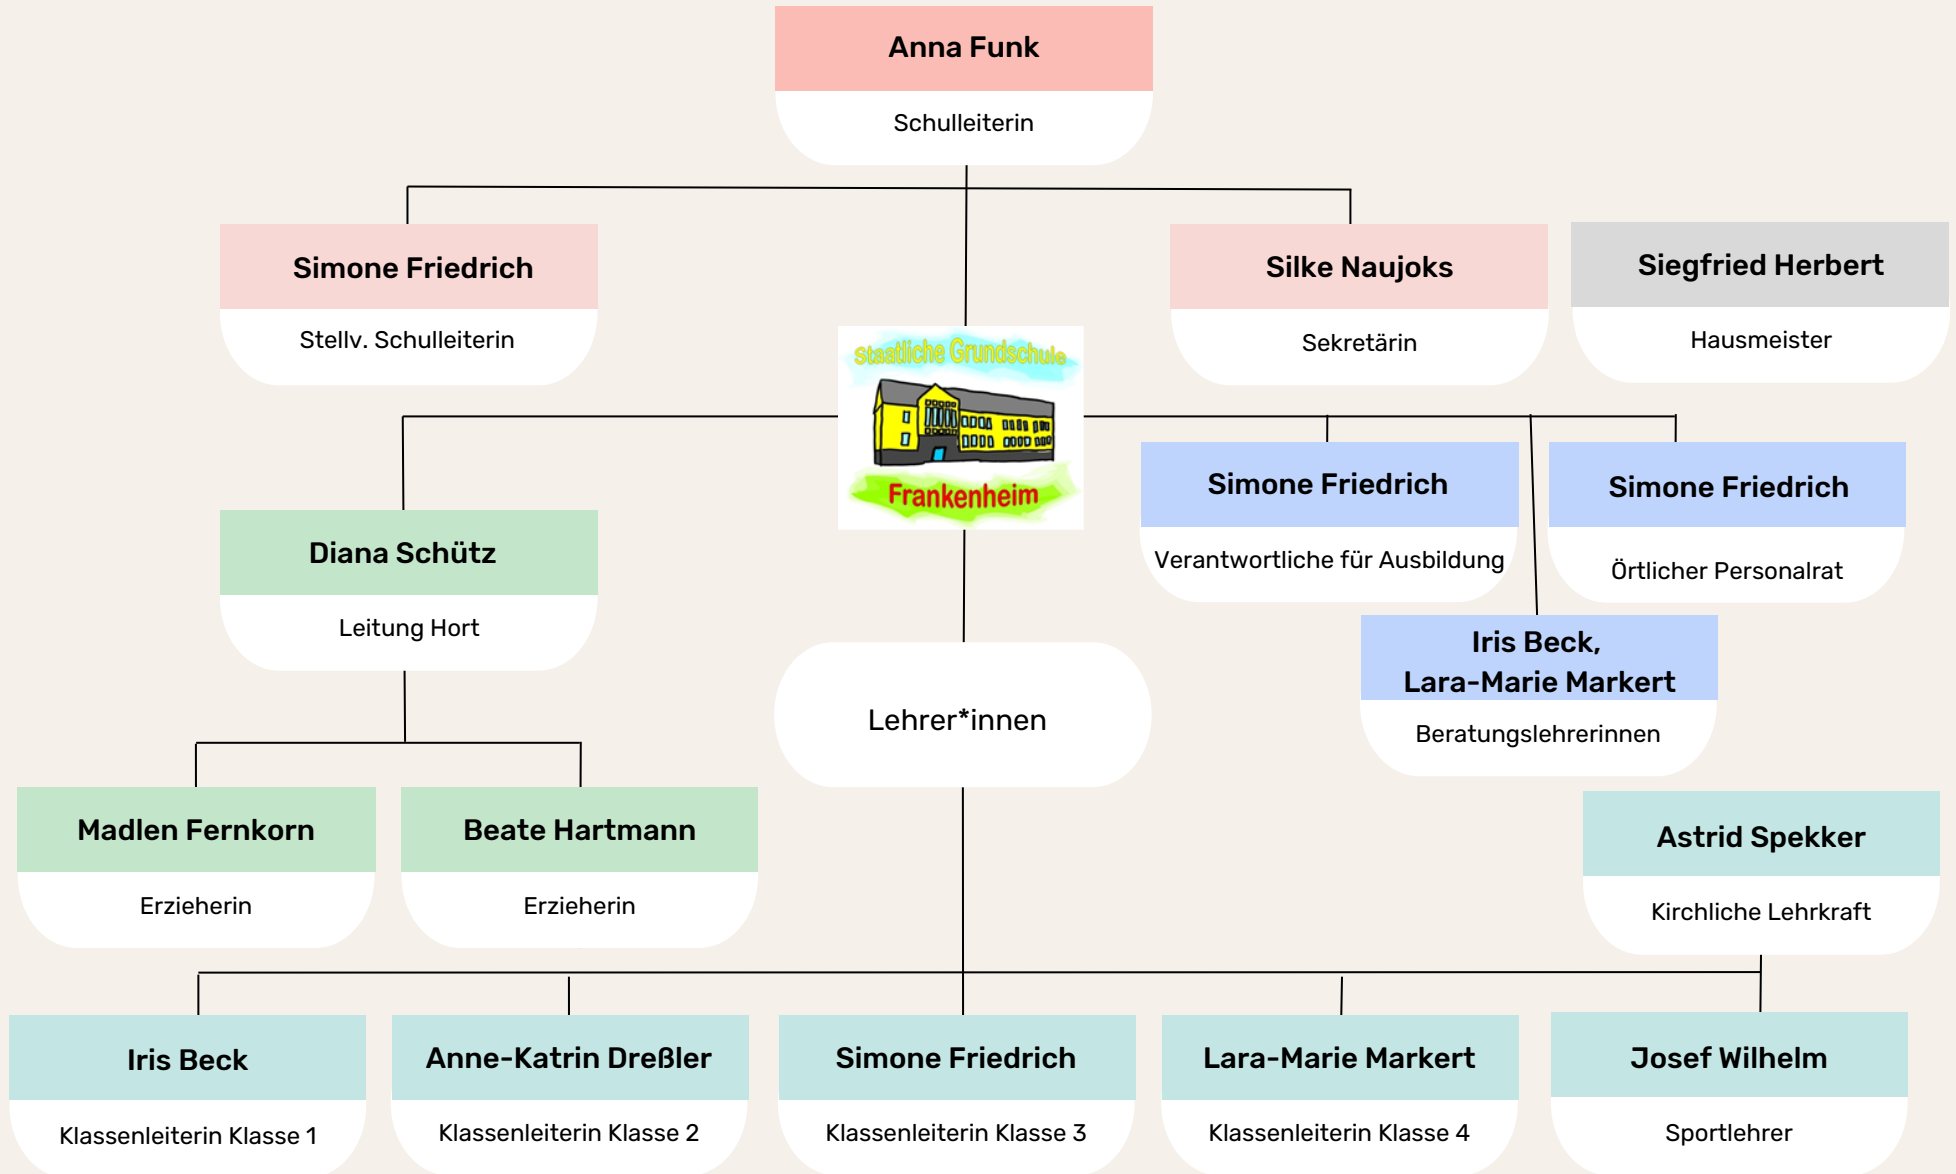 Anna Funk
Schulleiterin
Simone Friedrich
Stellv. Schulleiterin
Silke Naujoks
Sekretärin
Siegfried Herbert
Hausmeister
Staatliche Grundschule
Frankenheim
Simone Friedrich
Verantwortliche für Ausbildung
Simone Friedrich
Örtlicher Personalrat
Diana Schütz
Leitung Hort
Iris Beck,
Lara-Marie Markert
Beratungslehrerinnen
Lehrer*innen
Madlen Fernkorn
Erzieherin
Beate Hartmann
Erzieherin
Astrid Spekker
Kirchliche Lehrkraft
Iris Beck
Klassenleiterin Klasse 1
Anne-Katrin Dreßler
Klassenleiterin Klasse 2
Simone Friedrich
Klassenleiterin Klasse 3
Lara-Marie Markert
Klassenleiterin Klasse 4
Josef Wilhelm
Sportlehrer